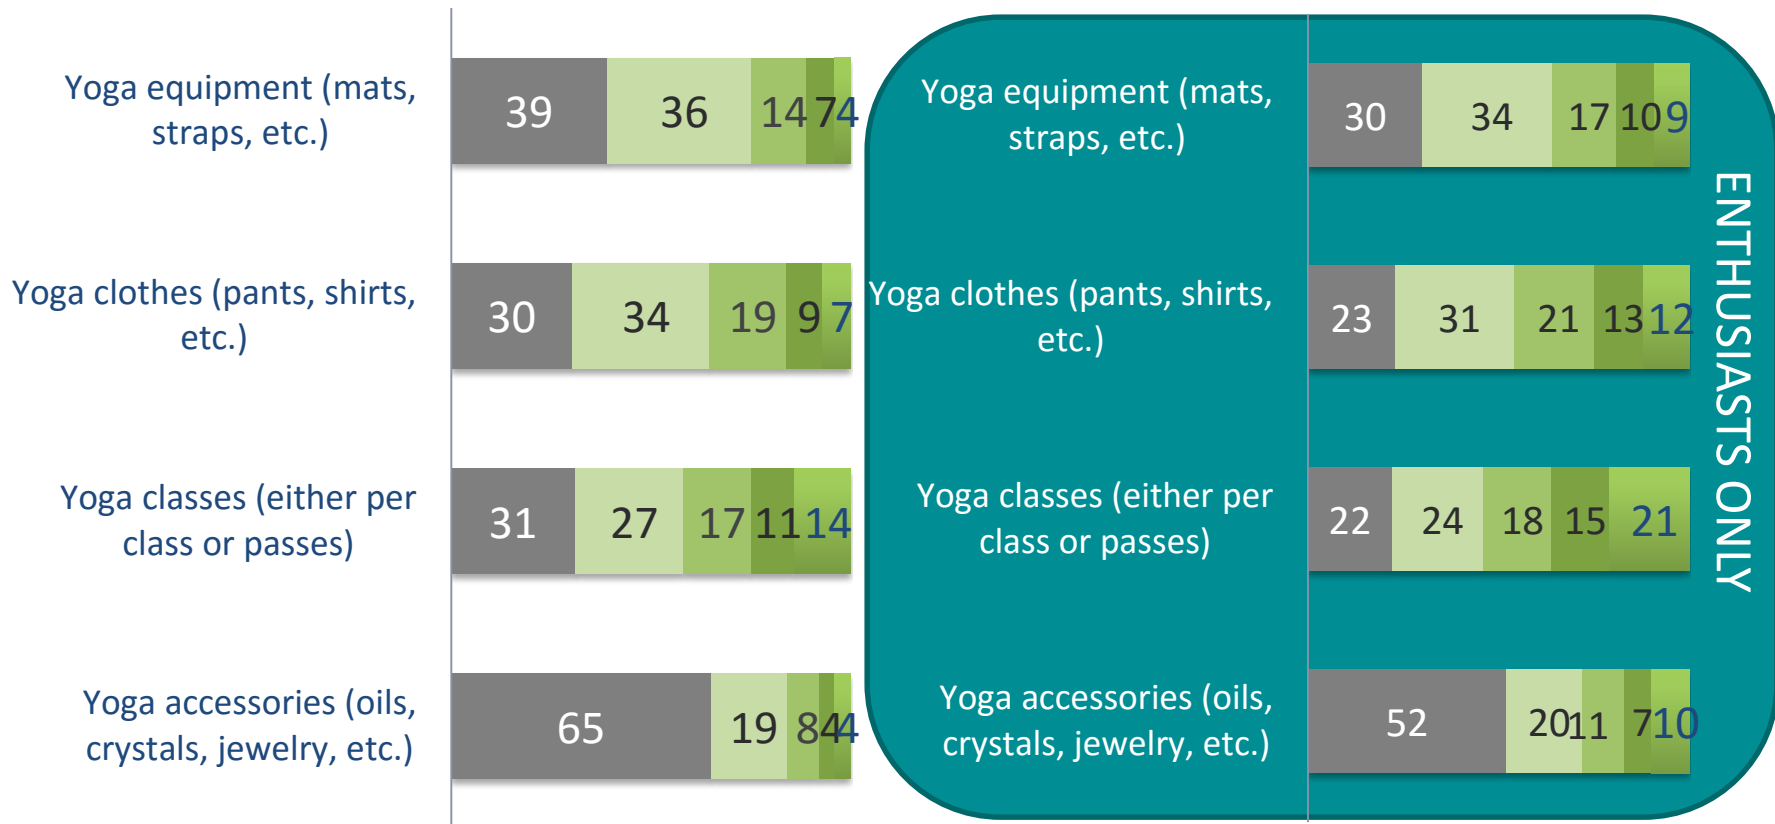 Yoga equipment (mats,
straps, etc.)
39 36 14 7 4
Yoga clothes (pants, shirts,
etc.)
30 34 19 9 7
Yoga classes (either per
class or passes)
31 27 17 11 14
Yoga accessories (oils,
crystals, jewelry, etc.)
65 19 8 4 4
Yoga equipment (mats,
straps, etc.)
30 34 17 10 9
Yoga clothes (pants, shirts,
etc.)
23 31 21 13 12
Yoga classes (either per
class or passes)
22 24 18 15 21
Yoga accessories (oils,
crystals, jewelry, etc.)
52 20 11 7 10
ENTHUSIASTS ONLY